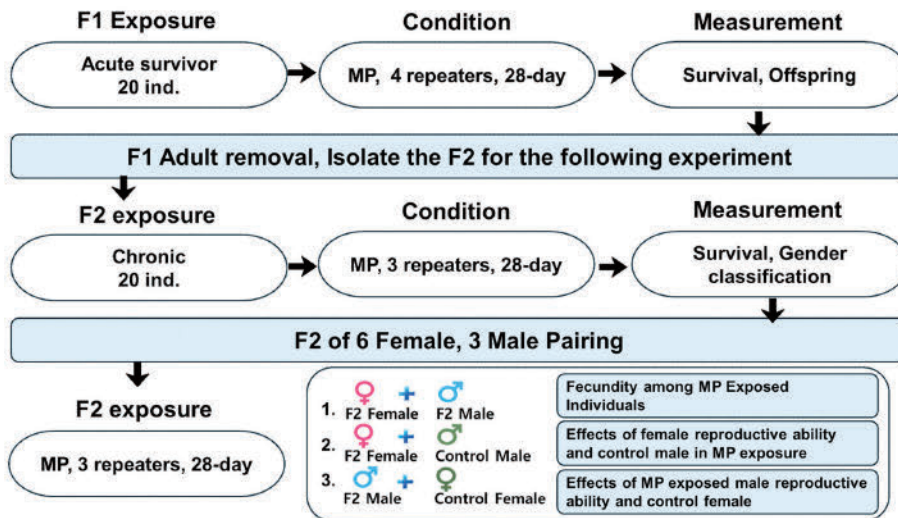 F1 Exposure
Condition
Measurement
Acute survivor
20 ind.
MP, 4 repeaters, 28-day
Survival, Offspring
F1 Adult removal, Isolate the F2 for the following experiment
F2 exposure
Condition
Measurement
Chronic
20 ind.
MP, 3 repeaters, 28-day
Survival, Gender
classification
F2 of 6 Female, 3 Male Pairing
F2 exposure
MP, 3 repeaters, 28-day
1. ♀ + ♂
F2 Female F2 Male
Fecundity among MP Exposed
Individuals
2. ♀ + ♂
F2 Female Control Male
Effects of female reproductive ability
and control male in MP exposure
3. ♂ + ♀
F2 Male Control Female
Effects of MP exposed male reproductive
ability and control female